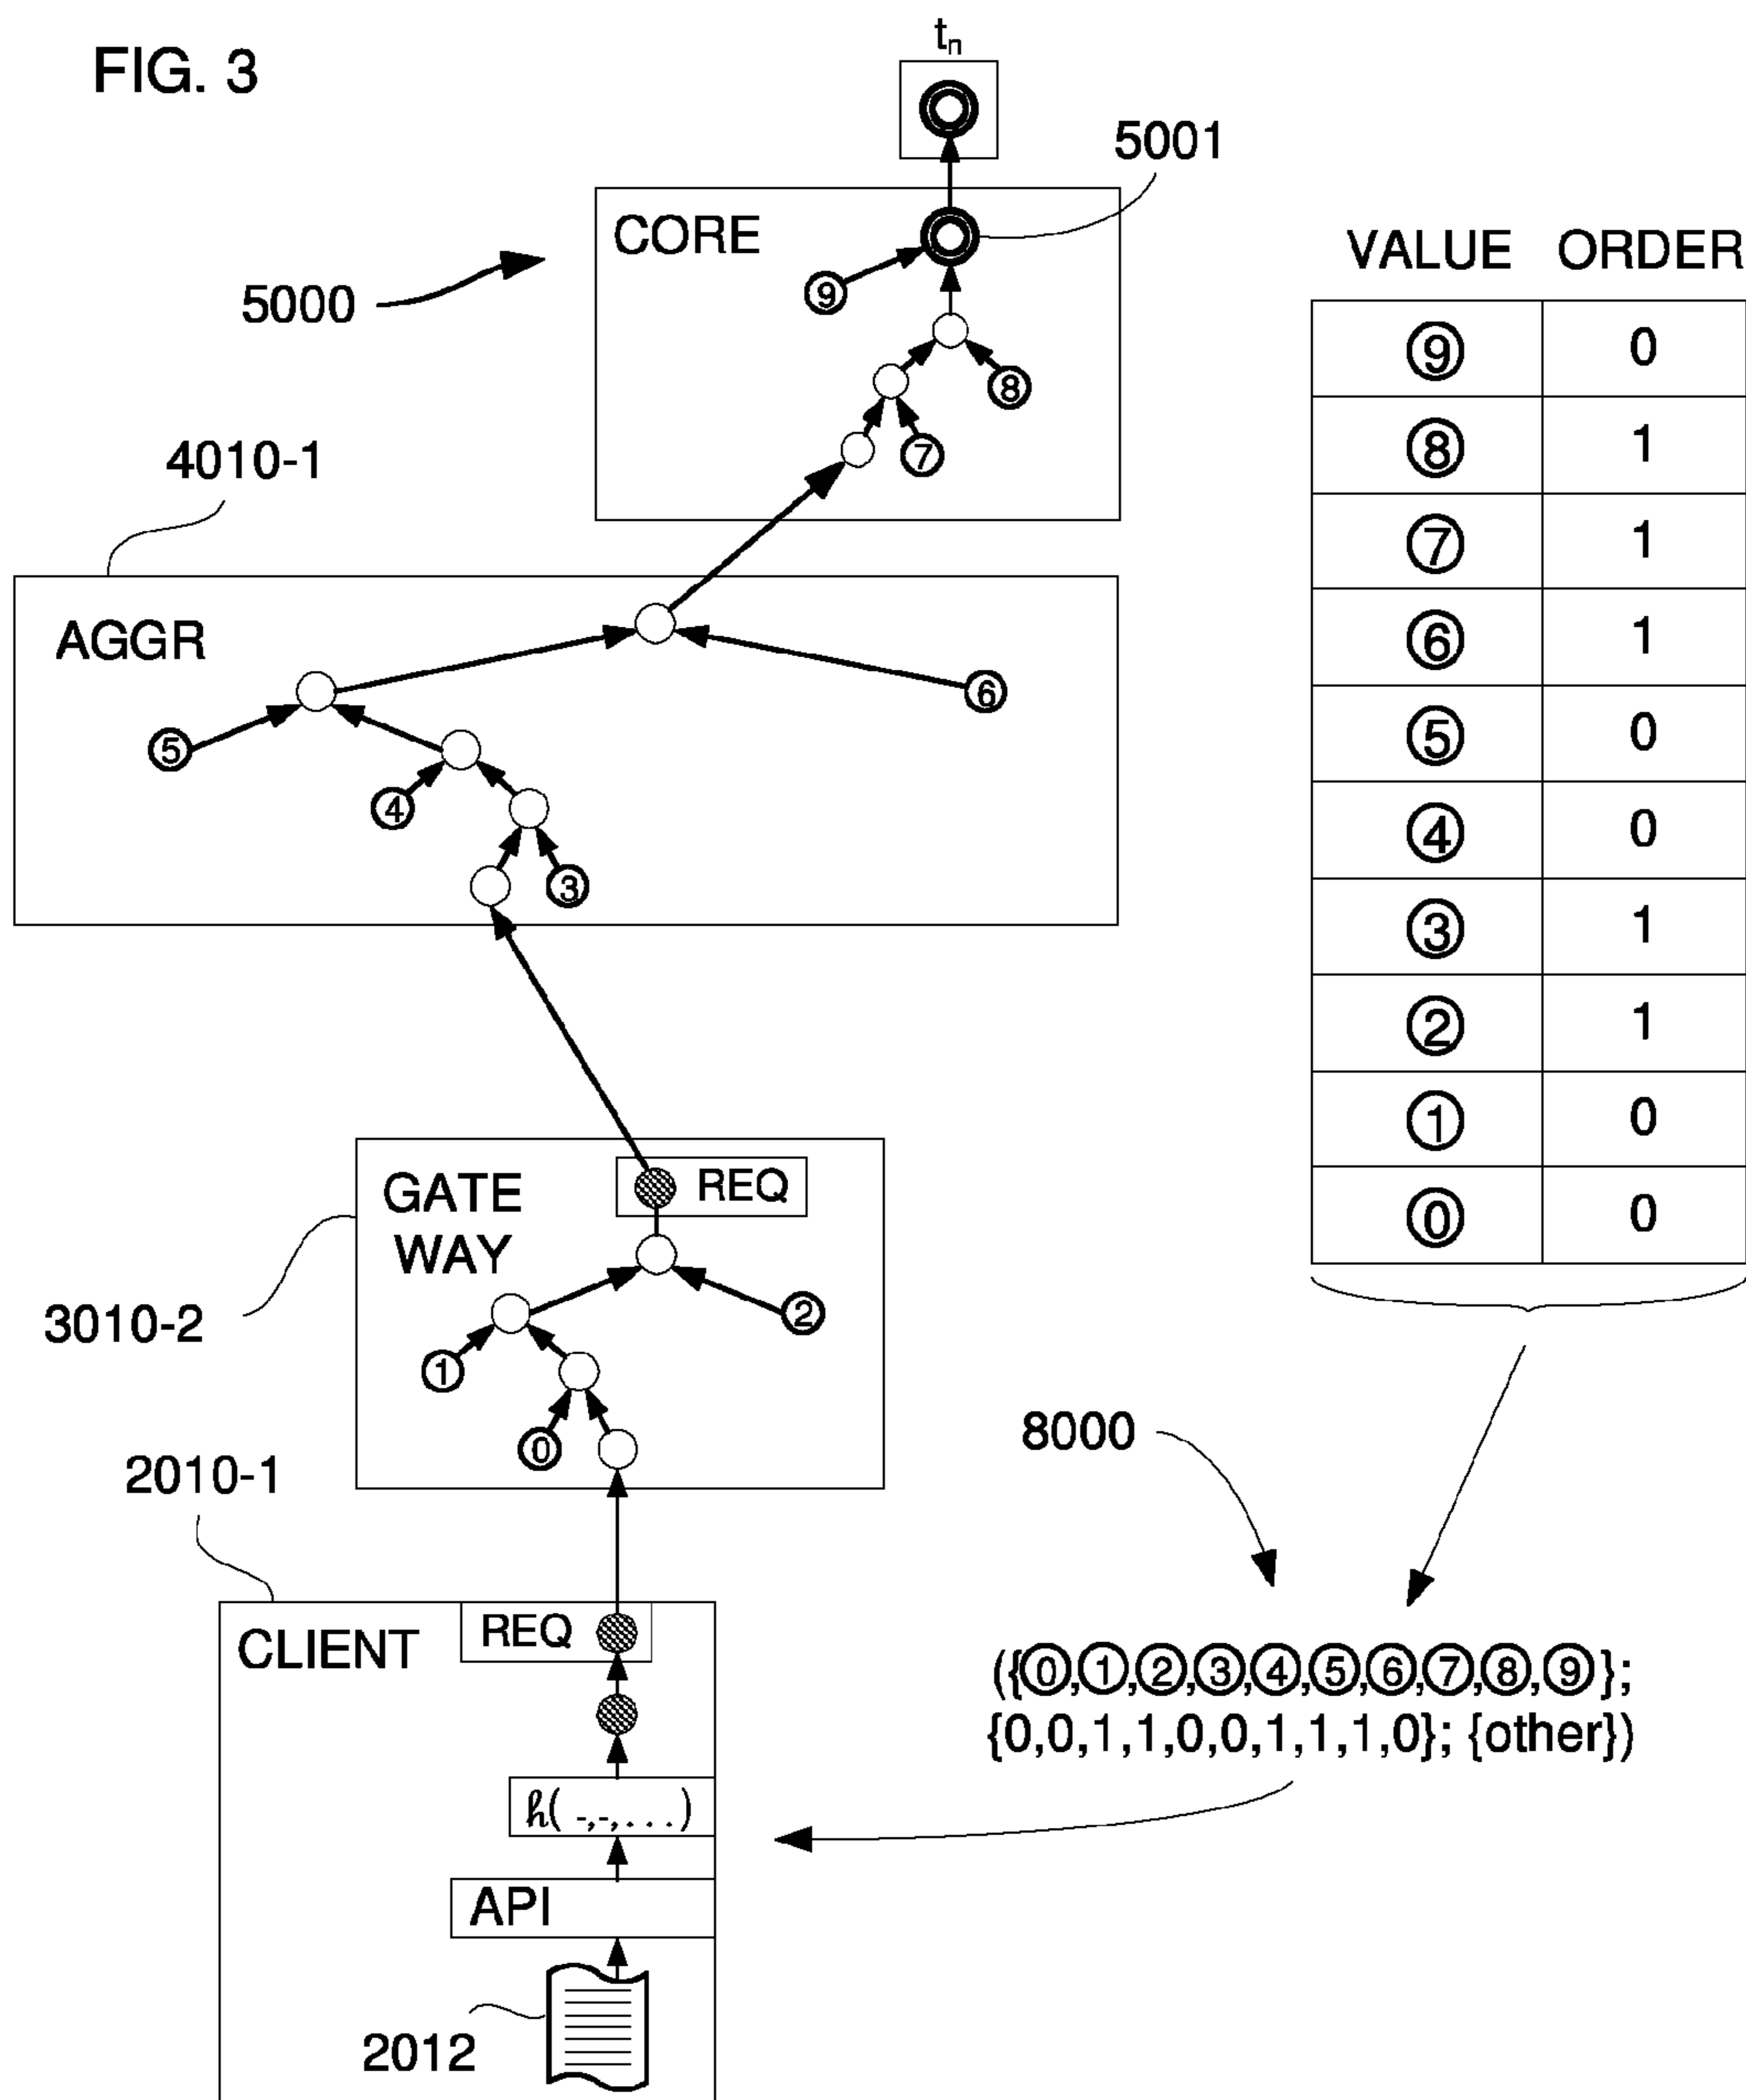 FIG. 3
tn
5001
CORE
5000
9
8
7
4010-1
AGGR
6
5
4
3
GATE
WAY
REQ
3010-2
2
1
0
2010-1
CLIENT
REQ
h( -,-, . . . )
API
2012
VALUE ORDER
⑨ 0
⑧ 1
⑦ 1
⑥ 1
⑤ 0
④ 0
③ 1
② 1
① 0
⓪ 0
8000
({⓪,①,②,③,④,⑤,⑥,⑦,⑧,⑨};
{0,0,1,1,0,0,1,1,1,0}; {other})